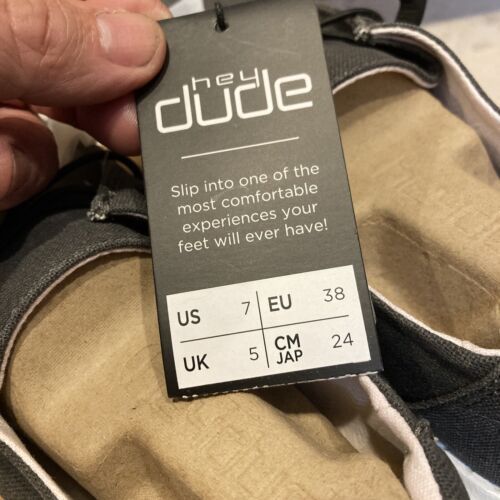 hey
dude
Slip into one of the
most comfortable
experiences your
feet will ever have!
US 7 EU 38
UK 5 CM JAP 24